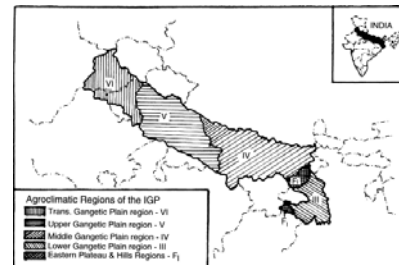 INDIA
VI
V
IV
III
Agroclimatic Regions of the IGP
Trans. Gangetic Plain region - VI
Upper Gangetic Plain region - V
Middle Gangetic Plain region - IV
Lower Gangetic Plain region - III
Eastern Plateau & Hills Regions - F₁